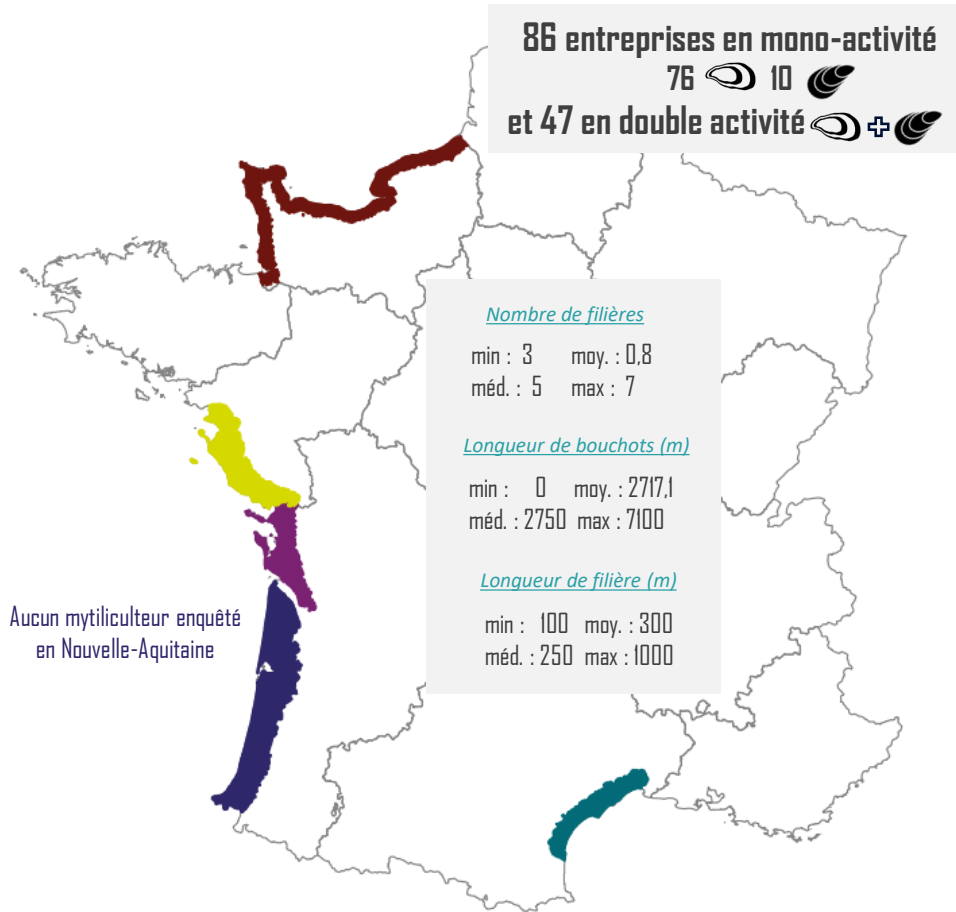 86 entreprises en mono-activité
76 10
et 47 en double activité +
Nombre de filières
min : 3 moy. : 0,8
méd. : 5 max : 7
Longueur de bouchots (m)
min : 0 moy. : 2717,1
méd. : 2750 max : 7100
Longueur de filière (m)
min : 100 moy. : 300
méd. : 250 max : 1000
Aucun mytiliculteur enquêté
en Nouvelle-Aquitaine